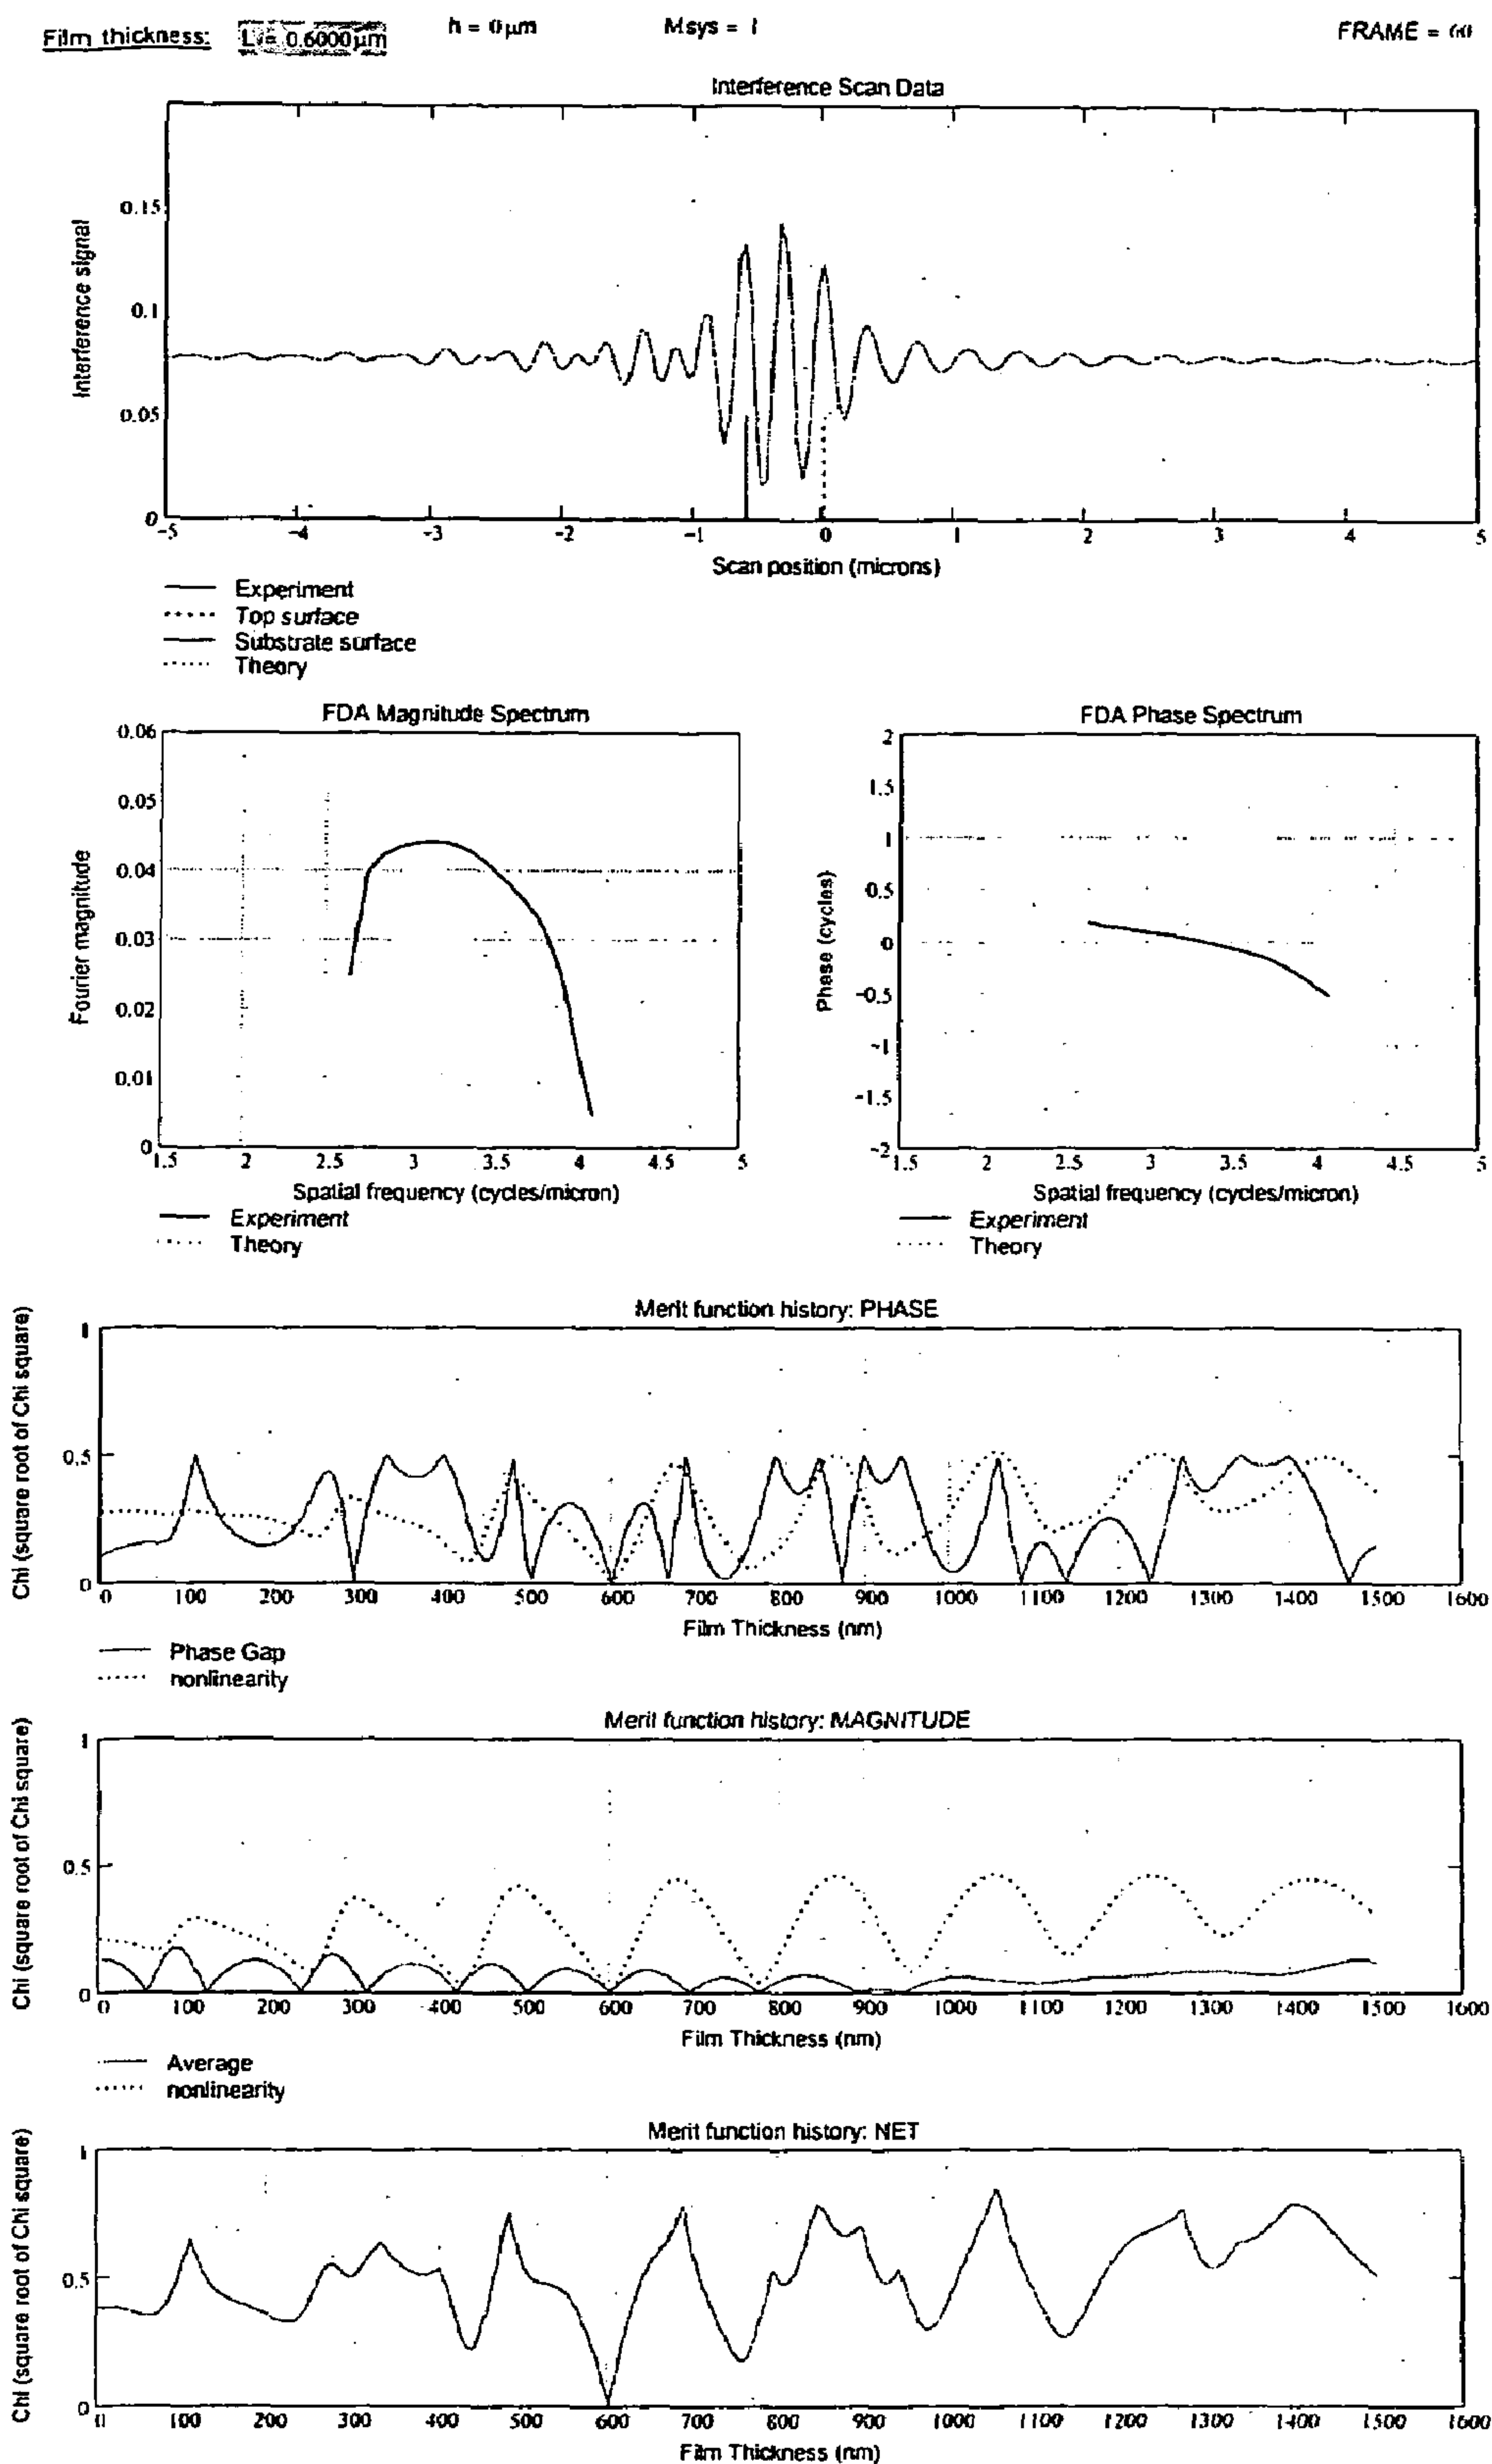 Film thickness: L = 0.6000μm h = 0μm Msys = 1 FRAME = 60
Interference Scan Data
Interference signal
0.15
0.1
0.05
0
-5 -4 -3 -2 -1 0 1 2 3 4 5
Scan position (microns)
Experiment
Top surface
Substrate surface
Theory
FDA Magnitude Spectrum
Fourier magnitude
0.06
0.05
0.04
0.03
0.02
0.01
0
1.5 2 2.5 3 3.5 4 4.5 5
Spatial frequency (cycles/micron)
Experiment
Theory
FDA Phase Spectrum
Phase (cycles)
2
1.5
1
0.5
0
-0.5
-1
-1.5
-2
1.5 2 2.5 3 3.5 4 4.5 5
Spatial frequency (cycles/micron)
Experiment
Theory
Merit function history: PHASE
Chi (square root of Chi square)
1
0.5
0
0 100 200 300 400 500 600 700 800 900 1000 1100 1200 1300 1400 1500 1600
Film Thickness (nm)
Phase Gap
nonlinearity
Merit function history: MAGNITUDE
Chi (square root of Chi square)
1
0.5
0
0 100 200 300 400 500 600 700 800 900 1000 1100 1200 1300 1400 1500 1600
Film Thickness (nm)
Average
nonlinearity
Merit function history: NET
Chi (square root of Chi square)
1
0.5
0
0 100 200 300 400 500 600 700 800 900 1000 1100 1200 1300 1400 1500 1600
Film Thickness (nm)